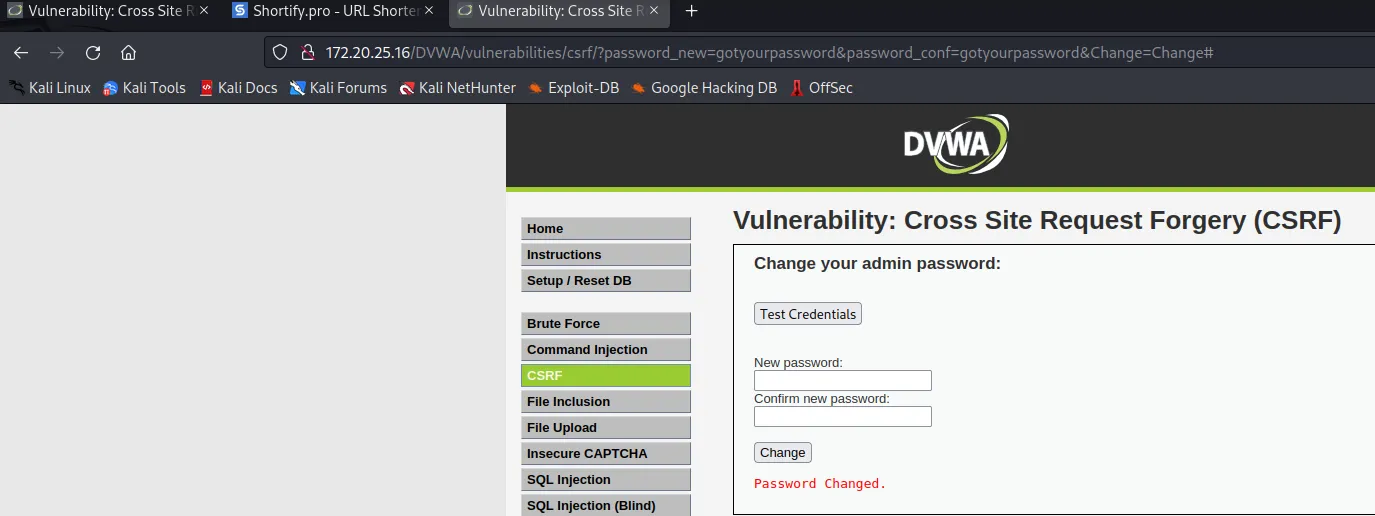 Vulnerability: Cross Site R
Shortify.pro - URL Shorter
Vulnerability: Cross Site R
172.20.25.16/DVWA/vulnerabilities/csrf/?password_new=gotyourpassword&password_conf=gotyourpassword&Change=Change#
Kali Linux Kali Tools Kali Docs Kali Forums Kali NetHunter Exploit-DB Google Hacking DB OffSec
DVWA
Home
Instructions
Setup / Reset DB
Brute Force
Command Injection
CSRF
File Inclusion
File Upload
Insecure CAPTCHA
SQL Injection
SQL Injection (Blind)
Vulnerability: Cross Site Request Forgery (CSRF)
Change your admin password:
Test Credentials
New password:
Confirm new password:
Change
Password Changed.